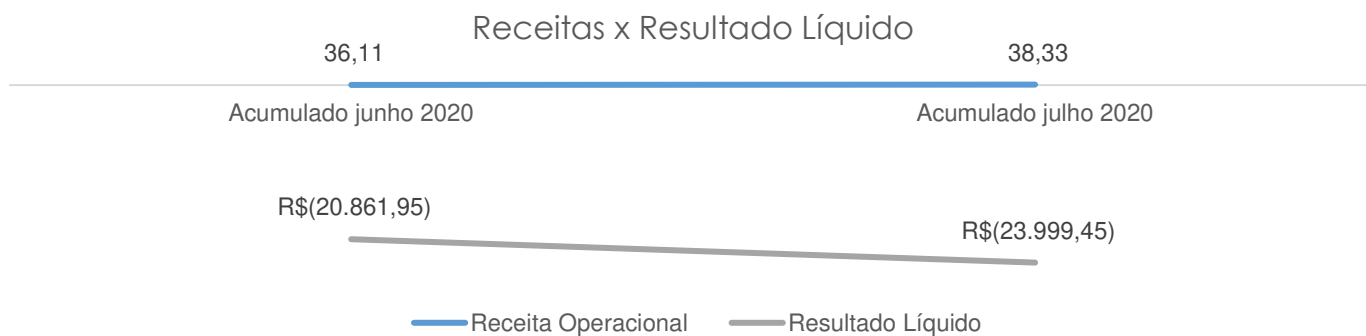 Receitas x Resultado Líquido
36,11
38,33
Acumulado junho 2020
Acumulado julho 2020
R$(20.861,95)
R$(23.999,45)
Receita Operacional
Resultado Líquido